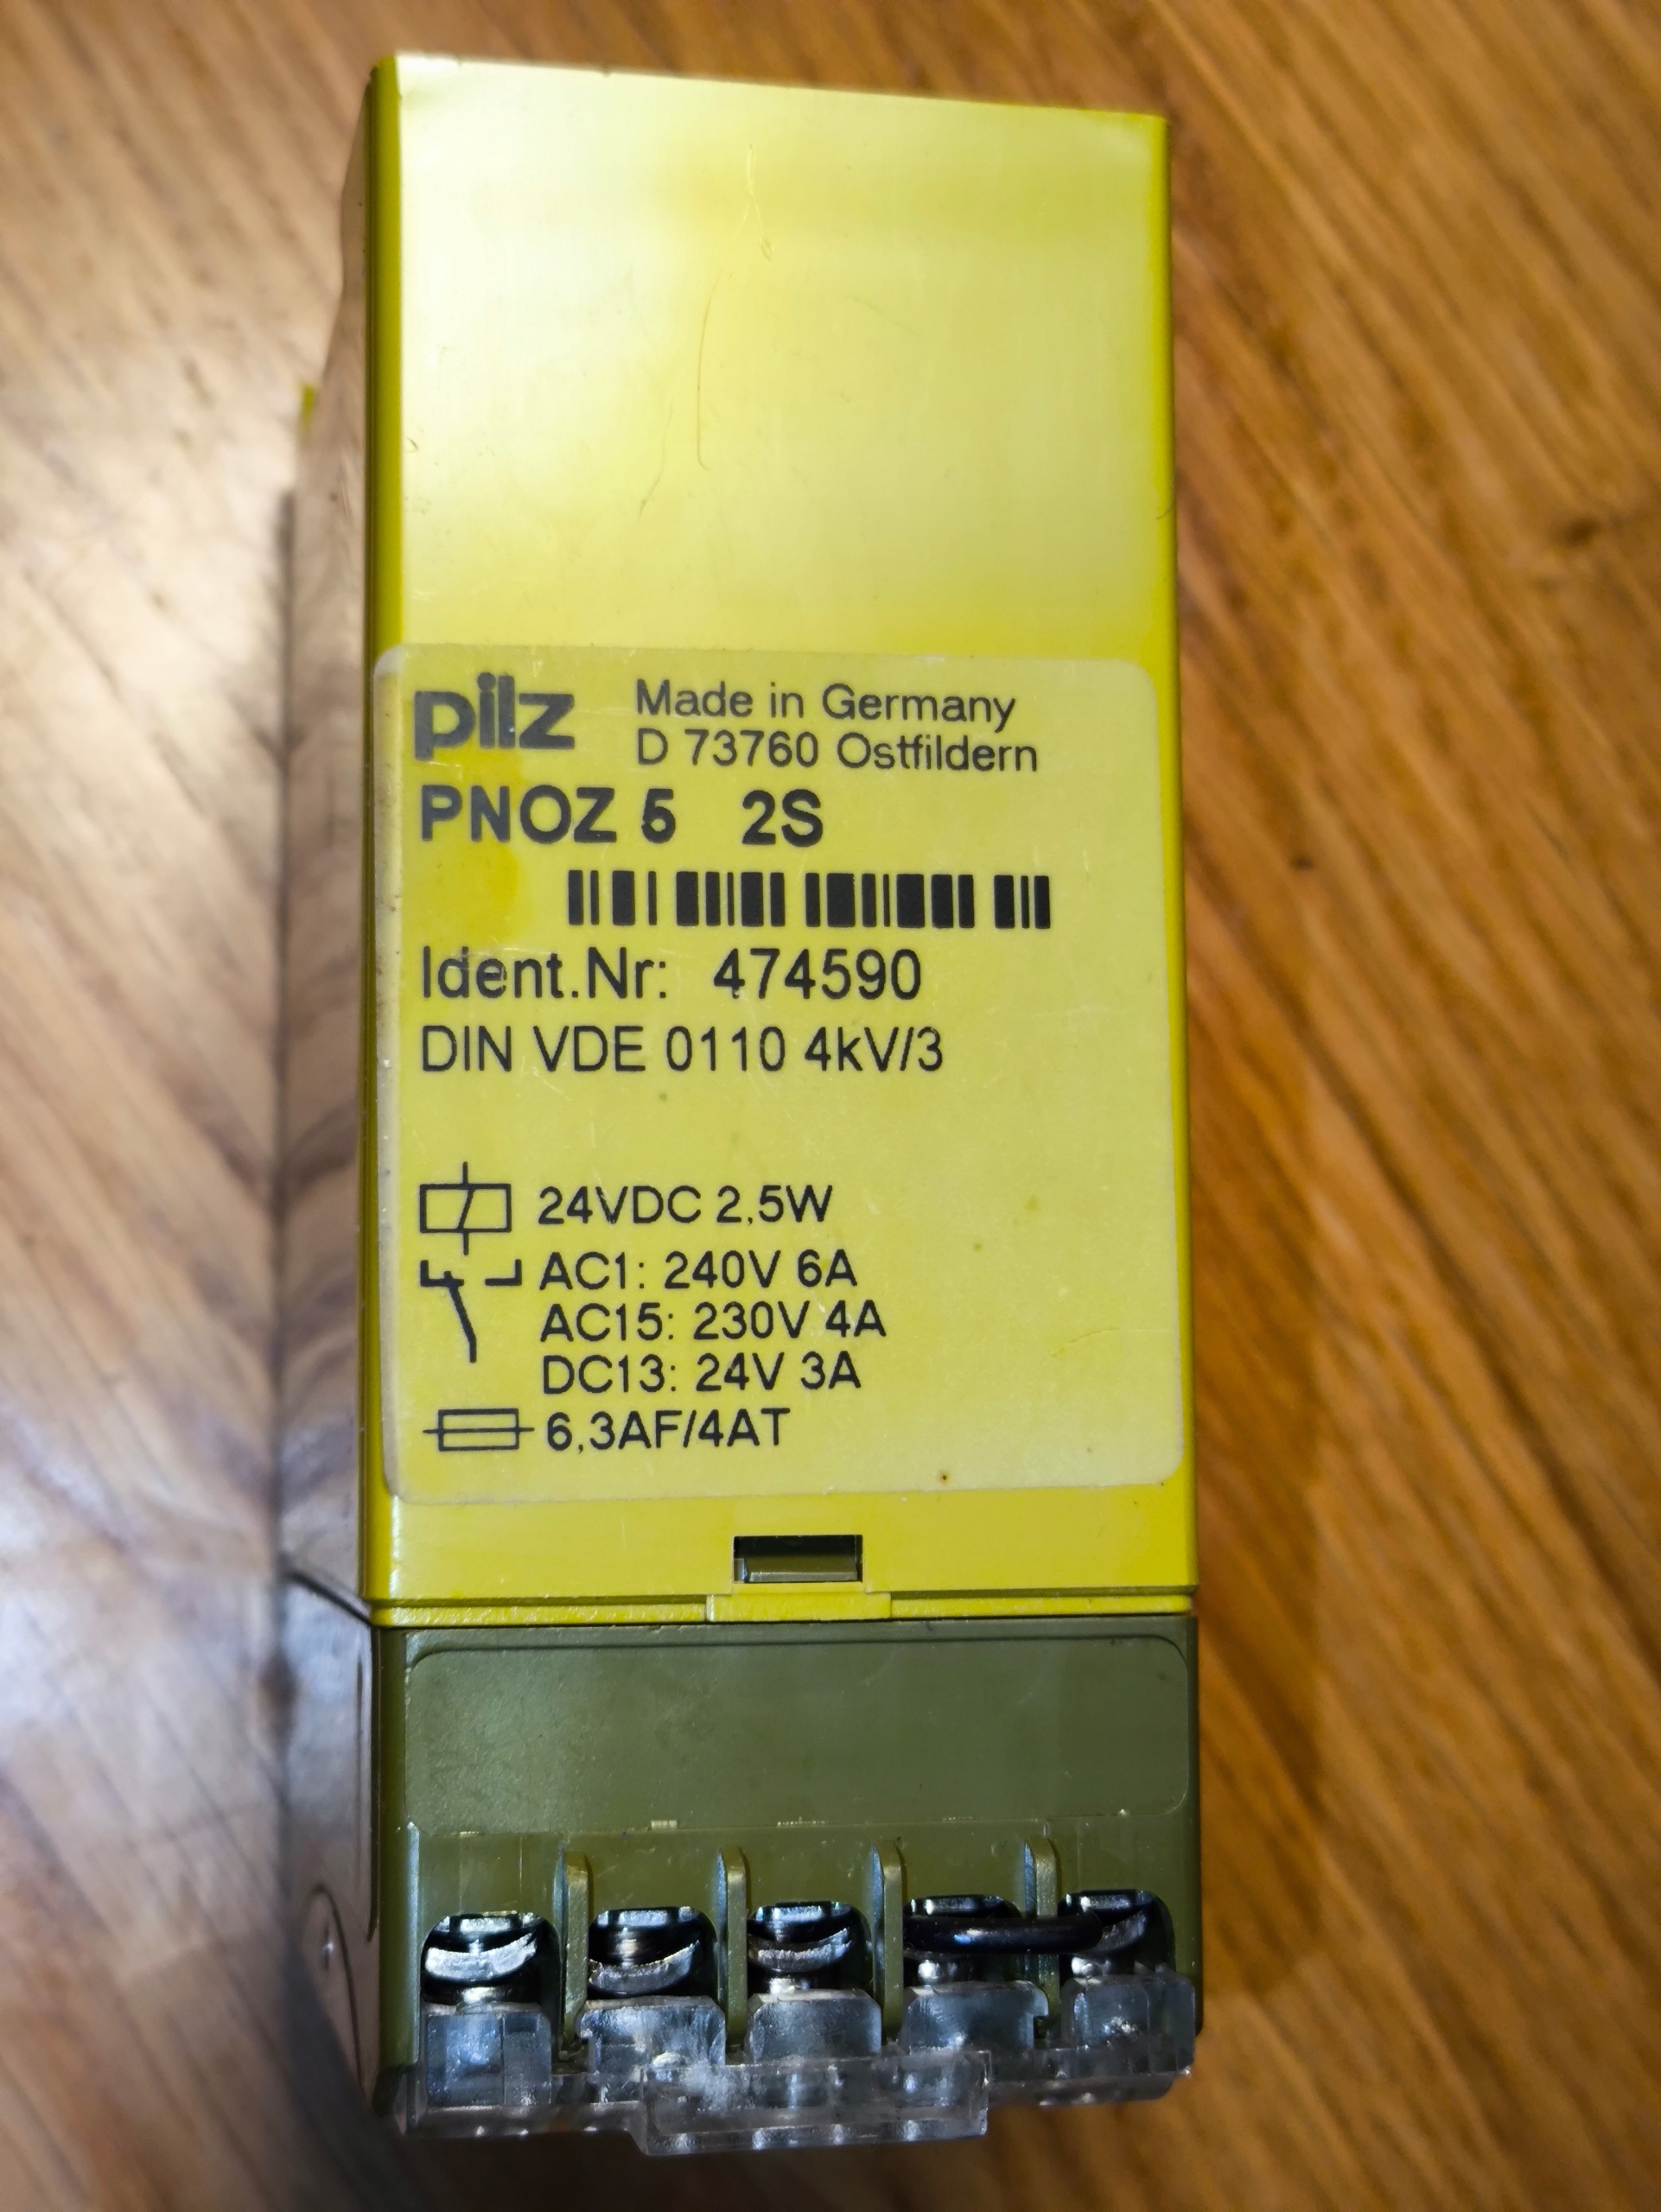 pilz
Made in Germany
D 73760 Ostfildern
PNOZ 5 2S
Ident.Nr: 474590
DIN VDE 0110 4kV/3
24VDC 2,5W
AC1: 240V 6A
AC15: 230V 4A
DC13: 24V 3A
6,3AF/4AT